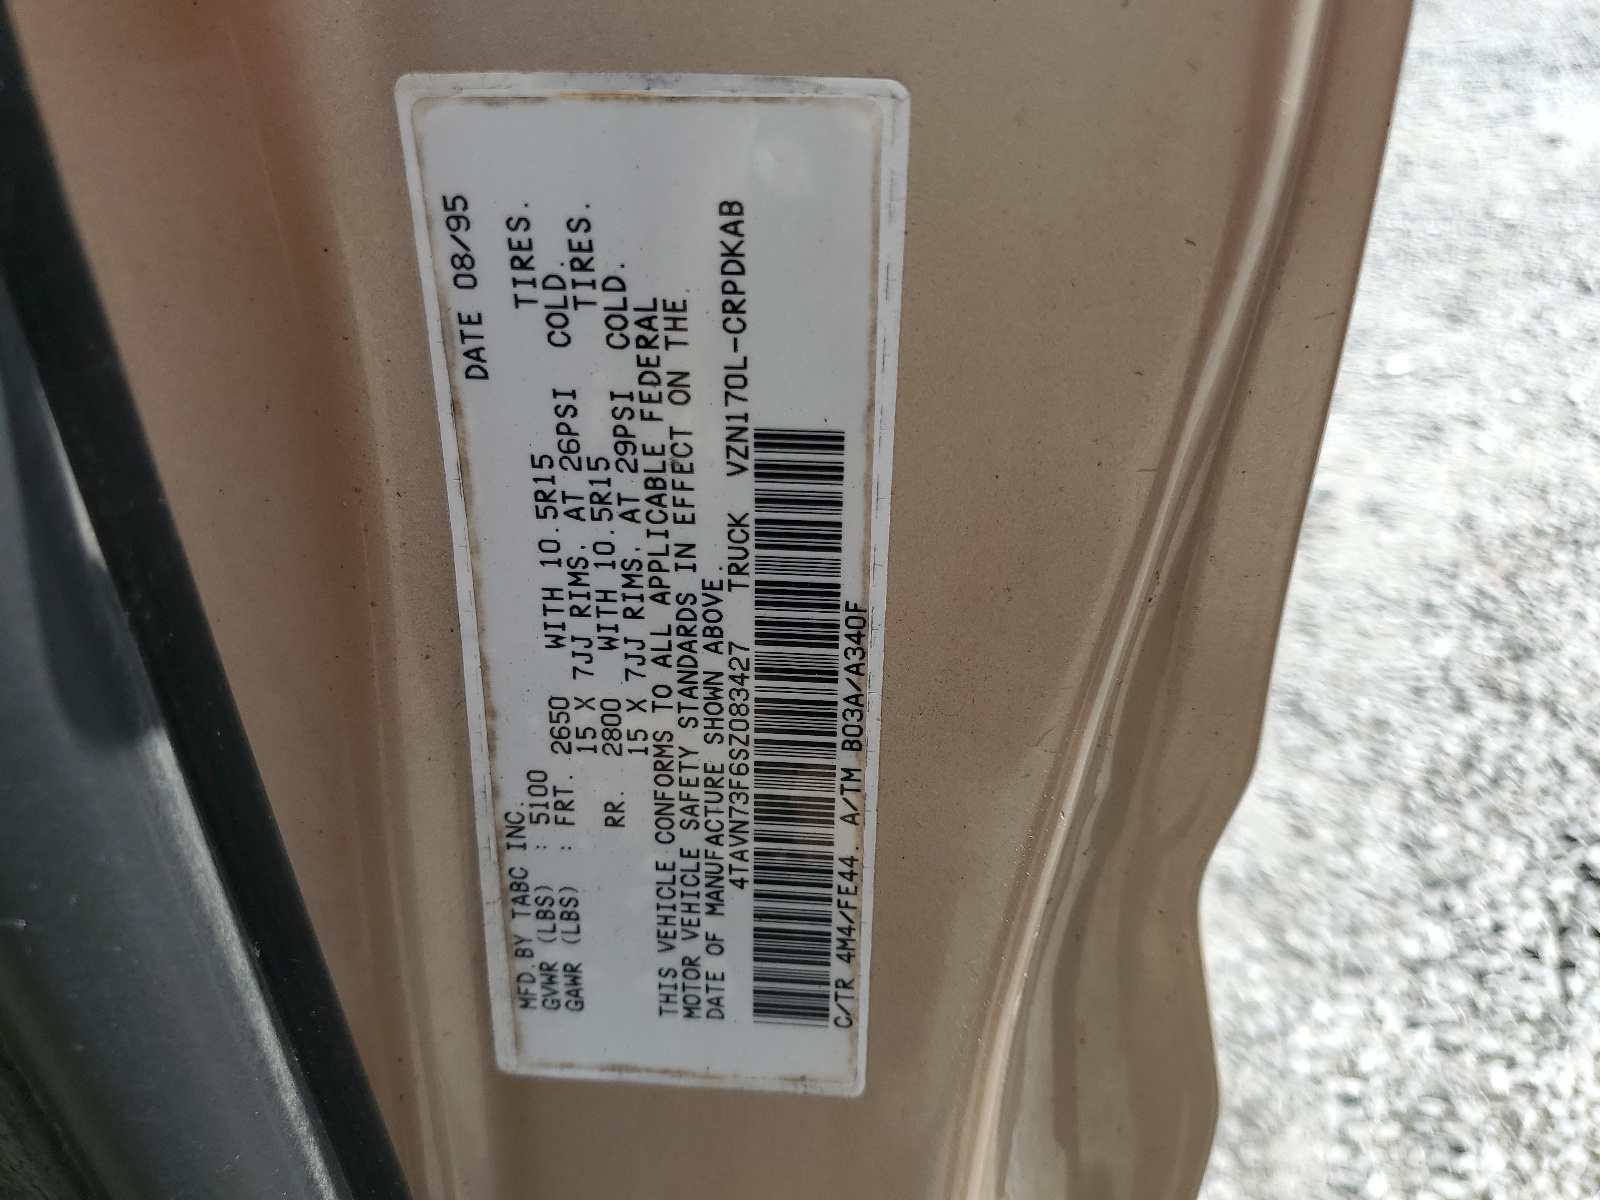 DATE 08/95
MFD.BY TABC INC.
GVWR (LBS) : 5100 TIRES.
GAWR (LBS) : FRT. 2650 WITH 10.5R15
15 X 7JJ RIMS. AT 26PSI COLD.
TIRES.
RR. 2800 WITH 10.5R15
15 X 7JJ RIMS. AT 29PSI COLD.
THIS VEHICLE CONFORMS TO ALL APPLICABLE FEDERAL
MOTOR VEHICLE SAFETY STANDARDS IN EFFECT ON THE
DATE OF MANUFACTURE SHOWN ABOVE.
4TAVN73F6SZ083427 TRUCK VZN170L-CRPDKAB
C/TR 4M4/FE44. A/TM B03A/A340F